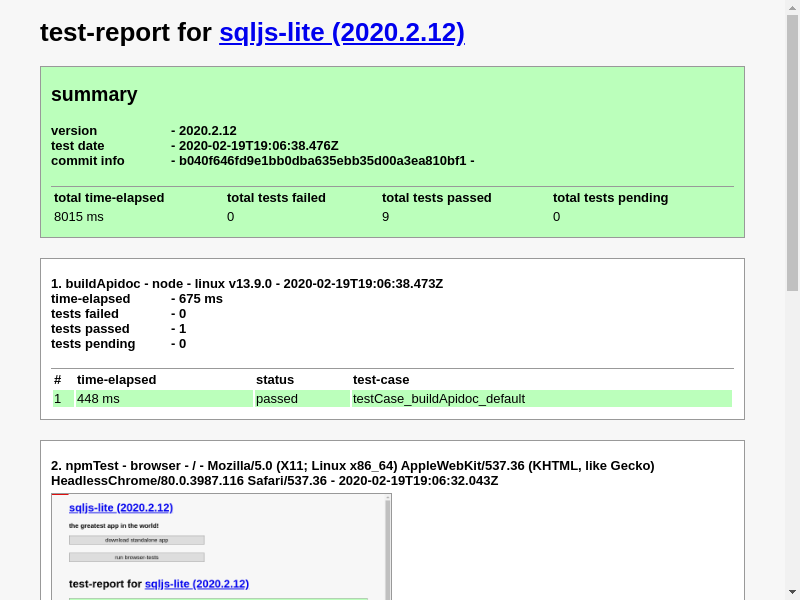 test-report for sqljs-lite (2020.2.12)
summary
version - 2020.2.12
test date - 2020-02-19T19:06:38.476Z
commit info - b040f646fd9e1bb0dba635ebb35d00a3ea810bf1 -
total time-elapsed total tests failed total tests passed total tests pending
8015 ms 0 9 0
1. buildApidoc - node - linux v13.9.0 - 2020-02-19T19:06:38.473Z
time-elapsed - 675 ms
tests failed - 0
tests passed - 1
tests pending - 0
# time-elapsed status test-case
1 448 ms passed testCase_buildApidoc_default
2. npmTest - browser - / - Mozilla/5.0 (X11; Linux x86_64) AppleWebKit/537.36 (KHTML, like Gecko)
HeadlessChrome/80.0.3987.116 Safari/537.36 - 2020-02-19T19:06:32.043Z
sqljs-lite (2020.2.12)
the greatest app in the world!
download standalone app
run browser-tests
test-report for sqljs-lite (2020.2.12)